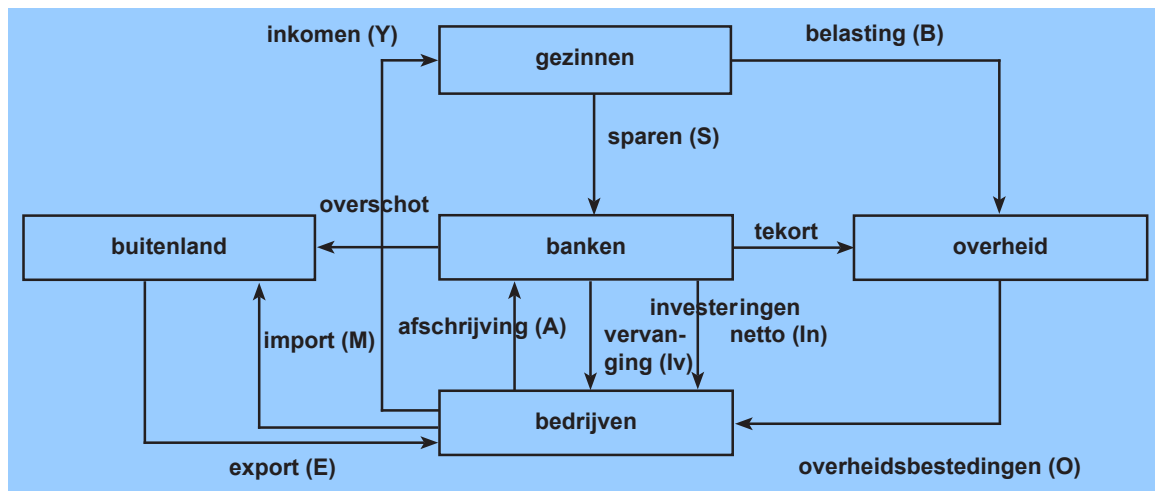 inkomen (Y)
belasting (B)
gezinnen
sparen (S)
overschot
buitenland
banken
tekort
overheid
import (M)
afschrijving (A)
investeringen
vervan-
ging (Iv)
netto (In)
bedrijven
export (E)
overheidsbestedingen (O)